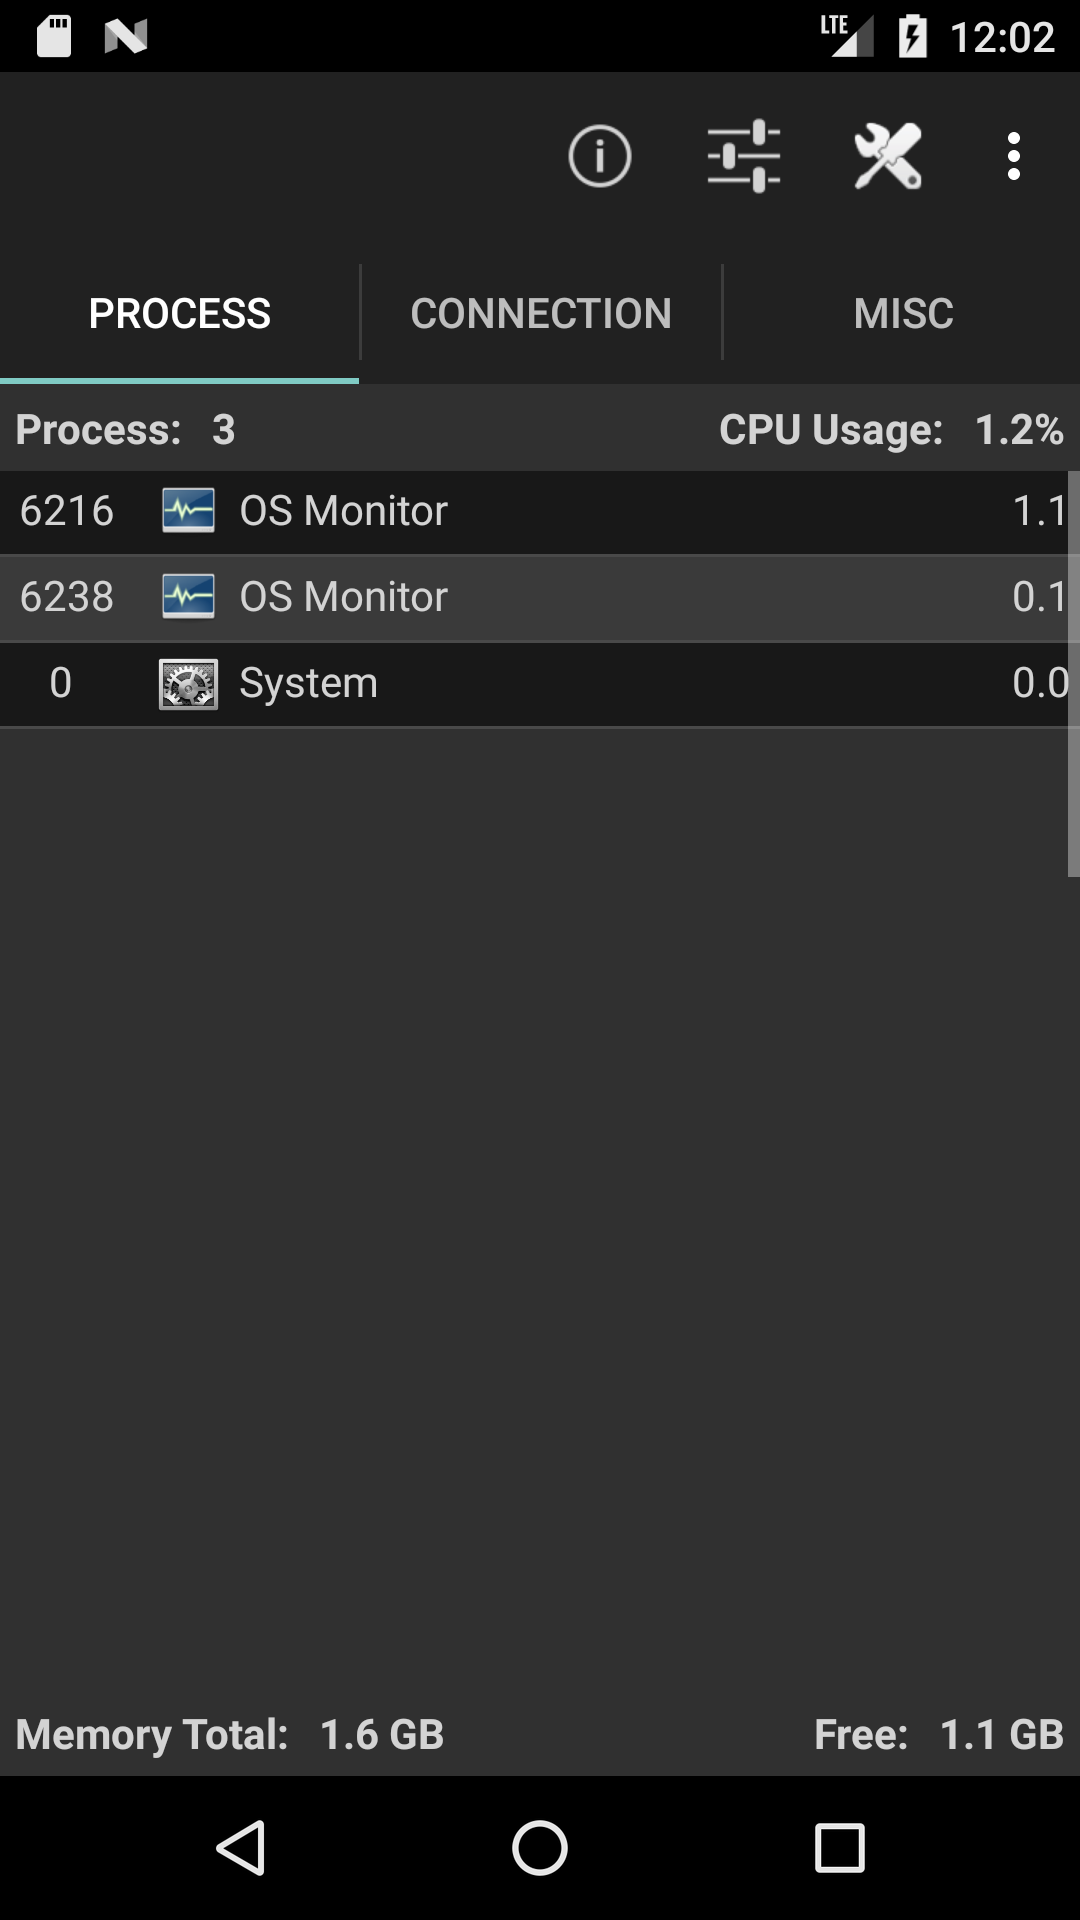 LTE 12:02
PROCESS CONNECTION MISC
Process: 3 CPU Usage: 1.2%
6216 OS Monitor 1.1
6238 OS Monitor 0.1
0 System 0.0
Memory Total: 1.6 GB Free: 1.1 GB